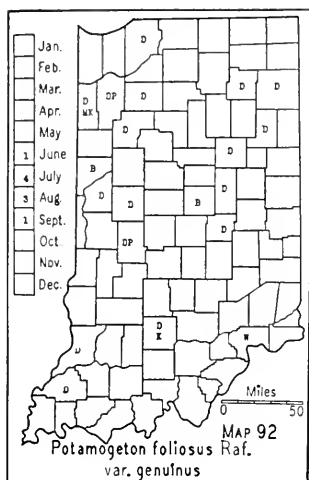 Jan.
Feb.
Mar.
Apr.
May
1 June
4 July
3 Aug.
1 Sept.
Oct.
Nov.
Dec.
D
D DP D D D
MK
D D
D
B
D D B
D
DP
D
K
D W
D
Miles
0 50
MAP 92
Potamogeton foliosus Raf.
var. genuinus